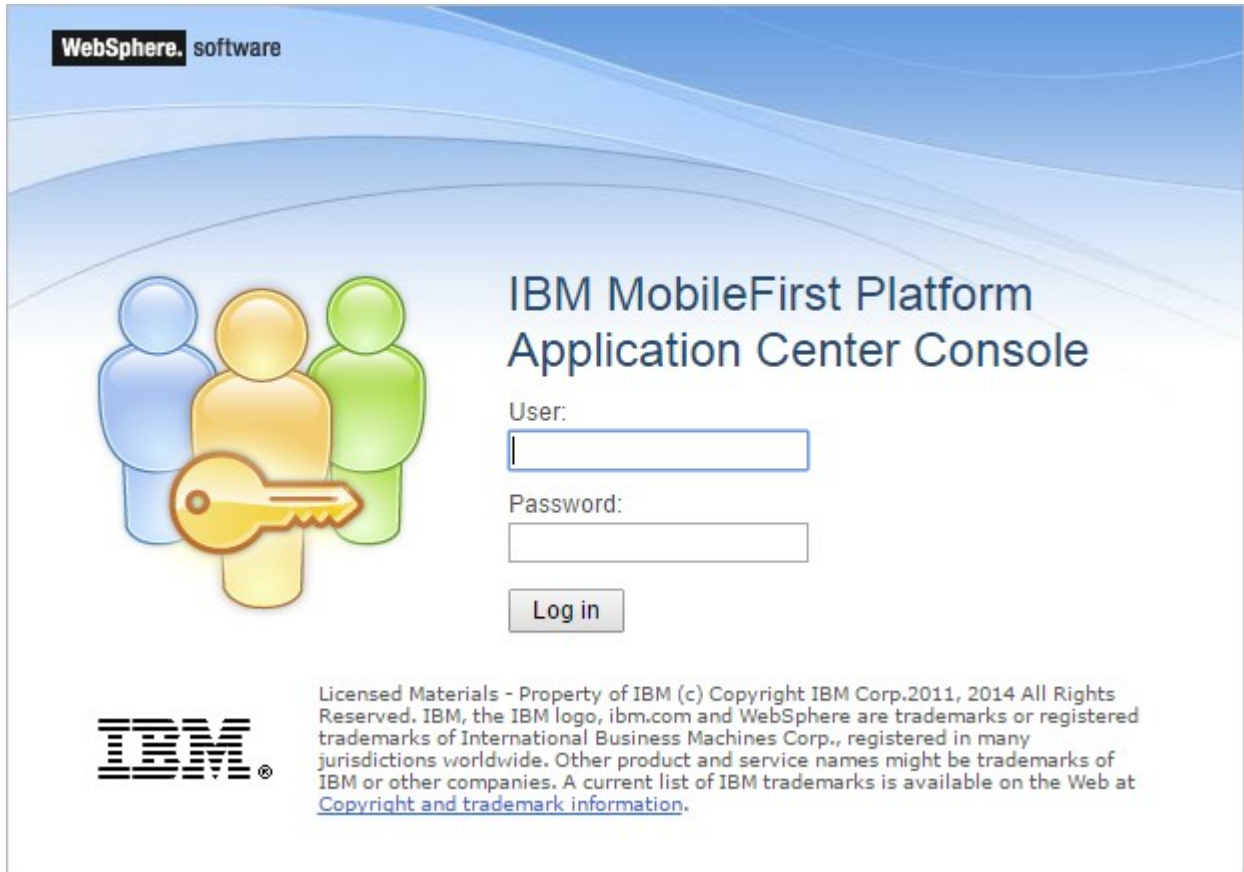 WebSphere. software
IBM MobileFirst Platform
Application Center Console
User:
Password:
Log in
IBM®
Licensed Materials - Property of IBM (c) Copyright IBM Corp.2011, 2014 All Rights
Reserved. IBM, the IBM logo, ibm.com and WebSphere are trademarks or registered
trademarks of International Business Machines Corp., registered in many
jurisdictions worldwide. Other product and service names might be trademarks of
IBM or other companies. A current list of IBM trademarks is available on the Web at
Copyright and trademark information.